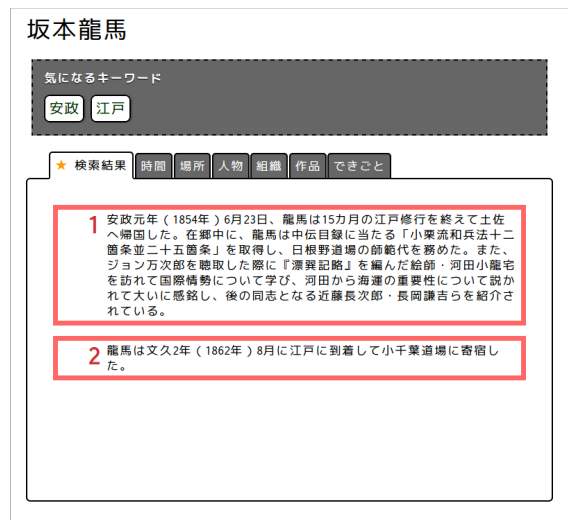 坂本龍馬
気になるキーワード
安政 江戸
★ 検索結果 時間 場所 人物 組織 作品 できごと
1 安政元年(1854年)6月23日、龍馬は15カ月の江戸修行を終えて土佐
へ帰国した。在郷中に、龍馬は中伝目録に当たる「小栗流和兵法十二
箇条並二十五箇条」を取得し、日根野道場の師範代を務めた。また、
ジョン万次郎を聴取した際に『漂巽記略』を編んだ絵師・河田小龍宅
を訪れて国際情勢について学び、河田から海運の重要性について説か
れて大いに感銘し、後の同志となる近藤長次郎・長岡謙吉らを紹介さ
れている。
2 龍馬は文久2年(1862年)8月に江戸に到着して小千葉道場に寄宿し
た。